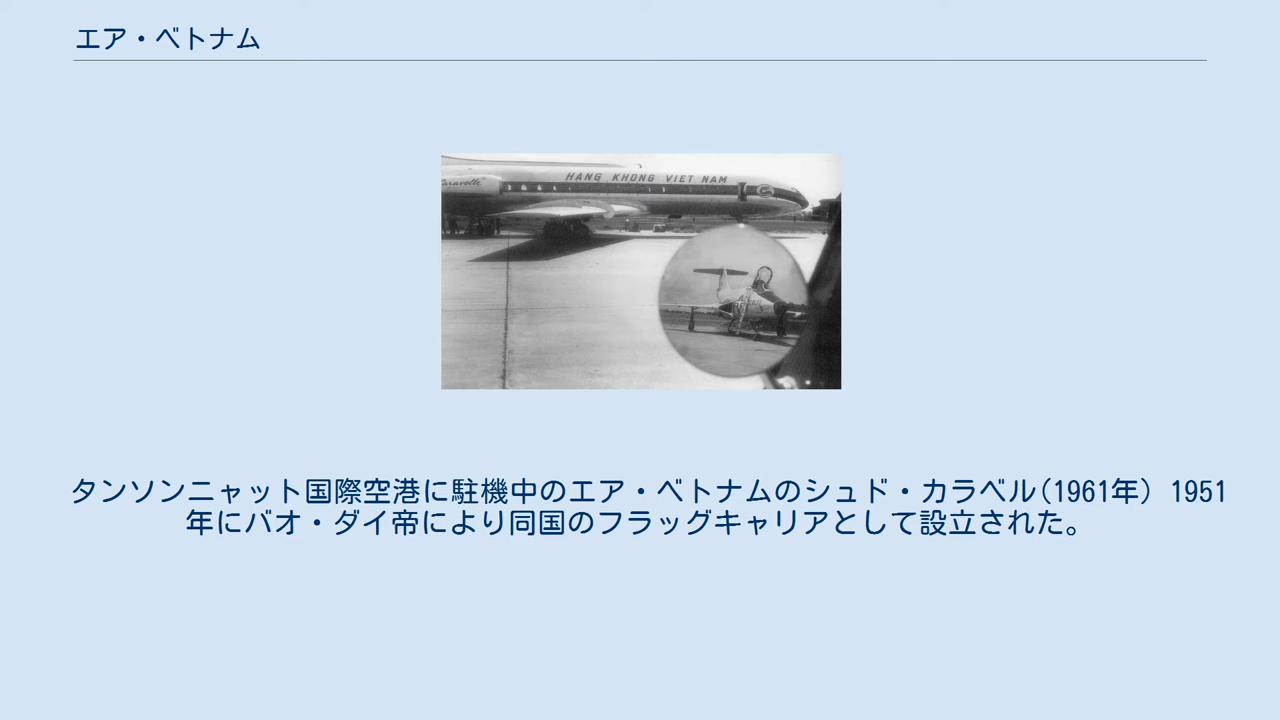 エア・ベトナム
HANG KHONG VIET NAM
Caravelle
タンソンニャット国際空港に駐機中のエア・ベトナムのシュド・カラベル(1961年) 1951
年にバオ・ダイ帝により同国のフラッグキャリアとして設立された。